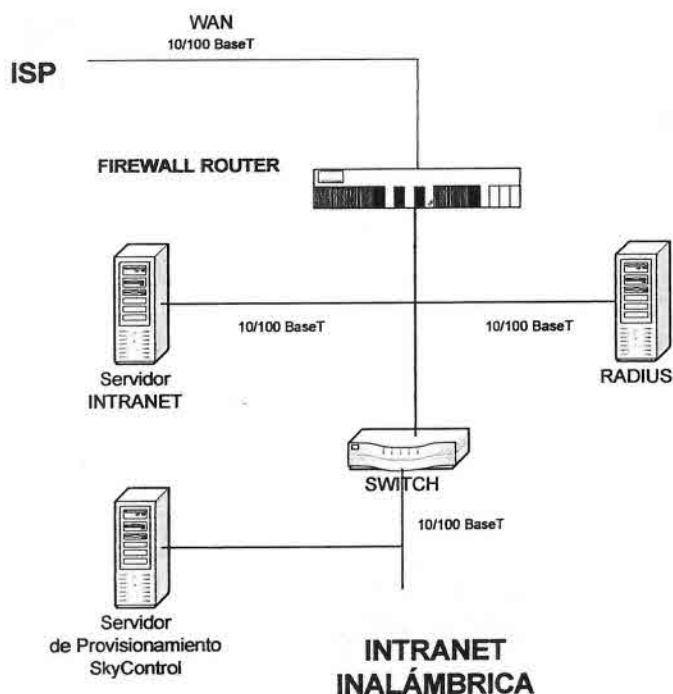 WAN
10/100 BaseT
ISP
FIREWALL ROUTER
10/100 BaseT
10/100 BaseT
Servidor
INTRANET
RADIUS
SWITCH
10/100 BaseT
Servidor
de Provisionamiento
SkyControl
INTRANET
INALÁMBRICA